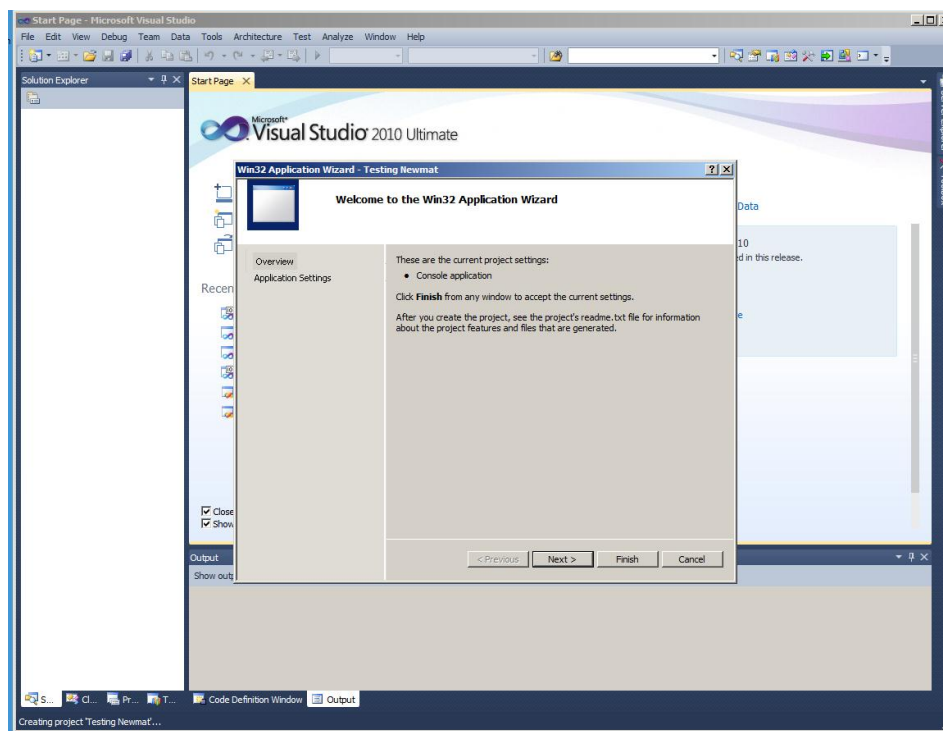 Start Page - Microsoft Visual Studio
File Edit View Debug Team Data Tools Architecture Test Analyze Window Help
Solution Explorer
Start Page
Microsoft
Visual Studio 2010 Ultimate
Win32 Application Wizard - Testing Newmat
Welcome to the Win32 Application Wizard
Data
Overview
Application Settings
These are the current project settings:
• Console application
Click Finish from any window to accept the current settings.
After you create the project, see the project's readme.txt file for information
about the project features and files that are generated.
10
ed in this release.
Recen
e
Close
Show
< Previous Next > Finish Cancel
Output
Show outp
S... Cl... Pr... T... Code Definition Window Output
Creating project 'Testing Newmat'...